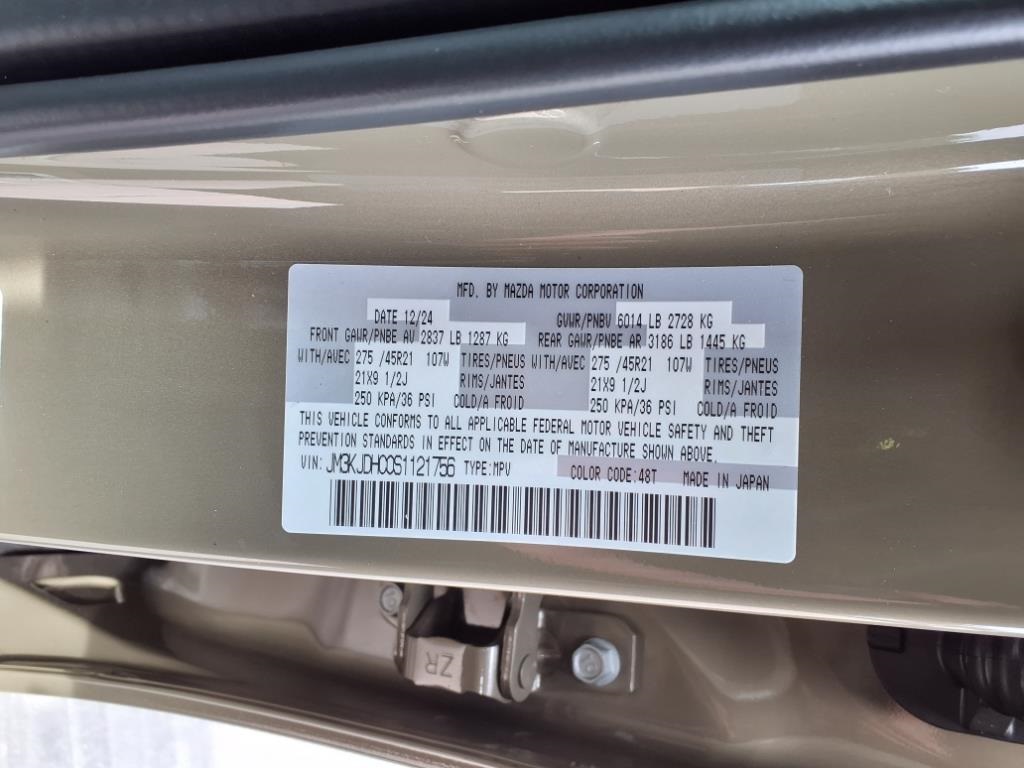 MFD. BY MAZDA MOTOR CORPORATION
DATE 12/24 GVWR/PNBV 6014 LB 2728 KG
FRONT GAWR/PNBE AV 2837 LB 1287 KG REAR GAWR/PNBE AR 3186 LB 1445 KG
WITH/AVEC 275 /45R21 107W TIRES/PNEUS WITH/AVEC 275 /45R21 107W TIRES/PNEUS
21X9 1/2J RIMS/JANTES 21X9 1/2J RIMS/JANTES
250 KPA/36 PSI COLD/A FROID 250 KPA/36 PSI COLD/A FROID
THIS VEHICLE CONFORMS TO ALL APPLICABLE FEDERAL MOTOR VEHICLE SAFETY AND THEFT
PREVENTION STANDARDS IN EFFECT ON THE DATE OF MANUFACTURE SHOWN ABOVE.
VIN: JM3KJDHC0S1121756 TYPE:MPV COLOR CODE:48T MADE IN JAPAN
ZR